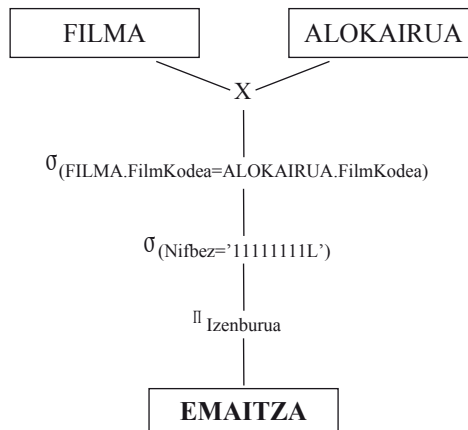 FILMA ALOKAIRUA
X
σ(FILMA.FilmKodea=ALOKAIRUA.FilmKodea)
σ(Nifbez=’11111111L’)
Π Izenburua
EMAITZA